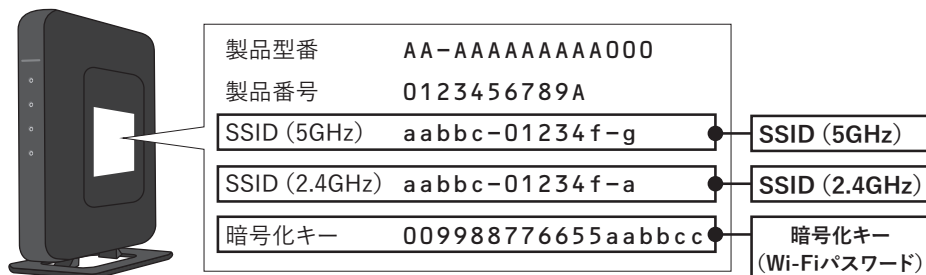 製品型番 AA-AAAAAAAAA000
製品番号 0123456789A
SSID（5GHz） aabbc-01234f-g SSID（5GHz）
SSID（2.4GHz） aabbc-01234f-a SSID（2.4GHz）
暗号化キー 009988776655aabbcc 暗号化キー
（Wi-Fiパスワード）